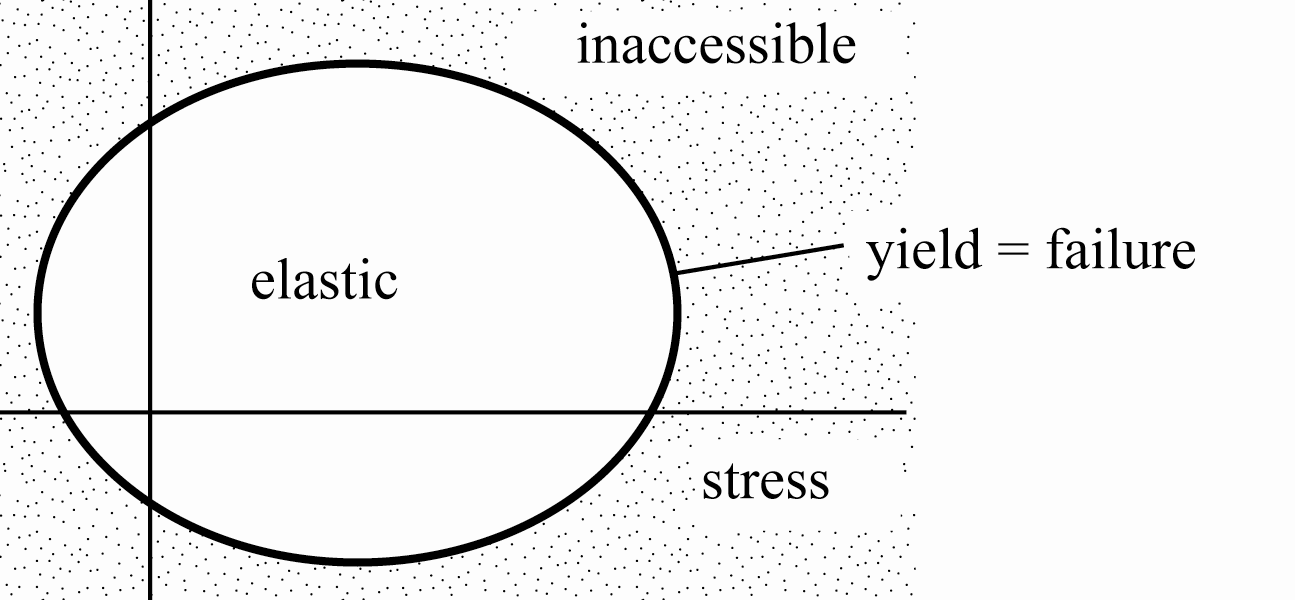 inaccessible
yield = failure
elastic
stress